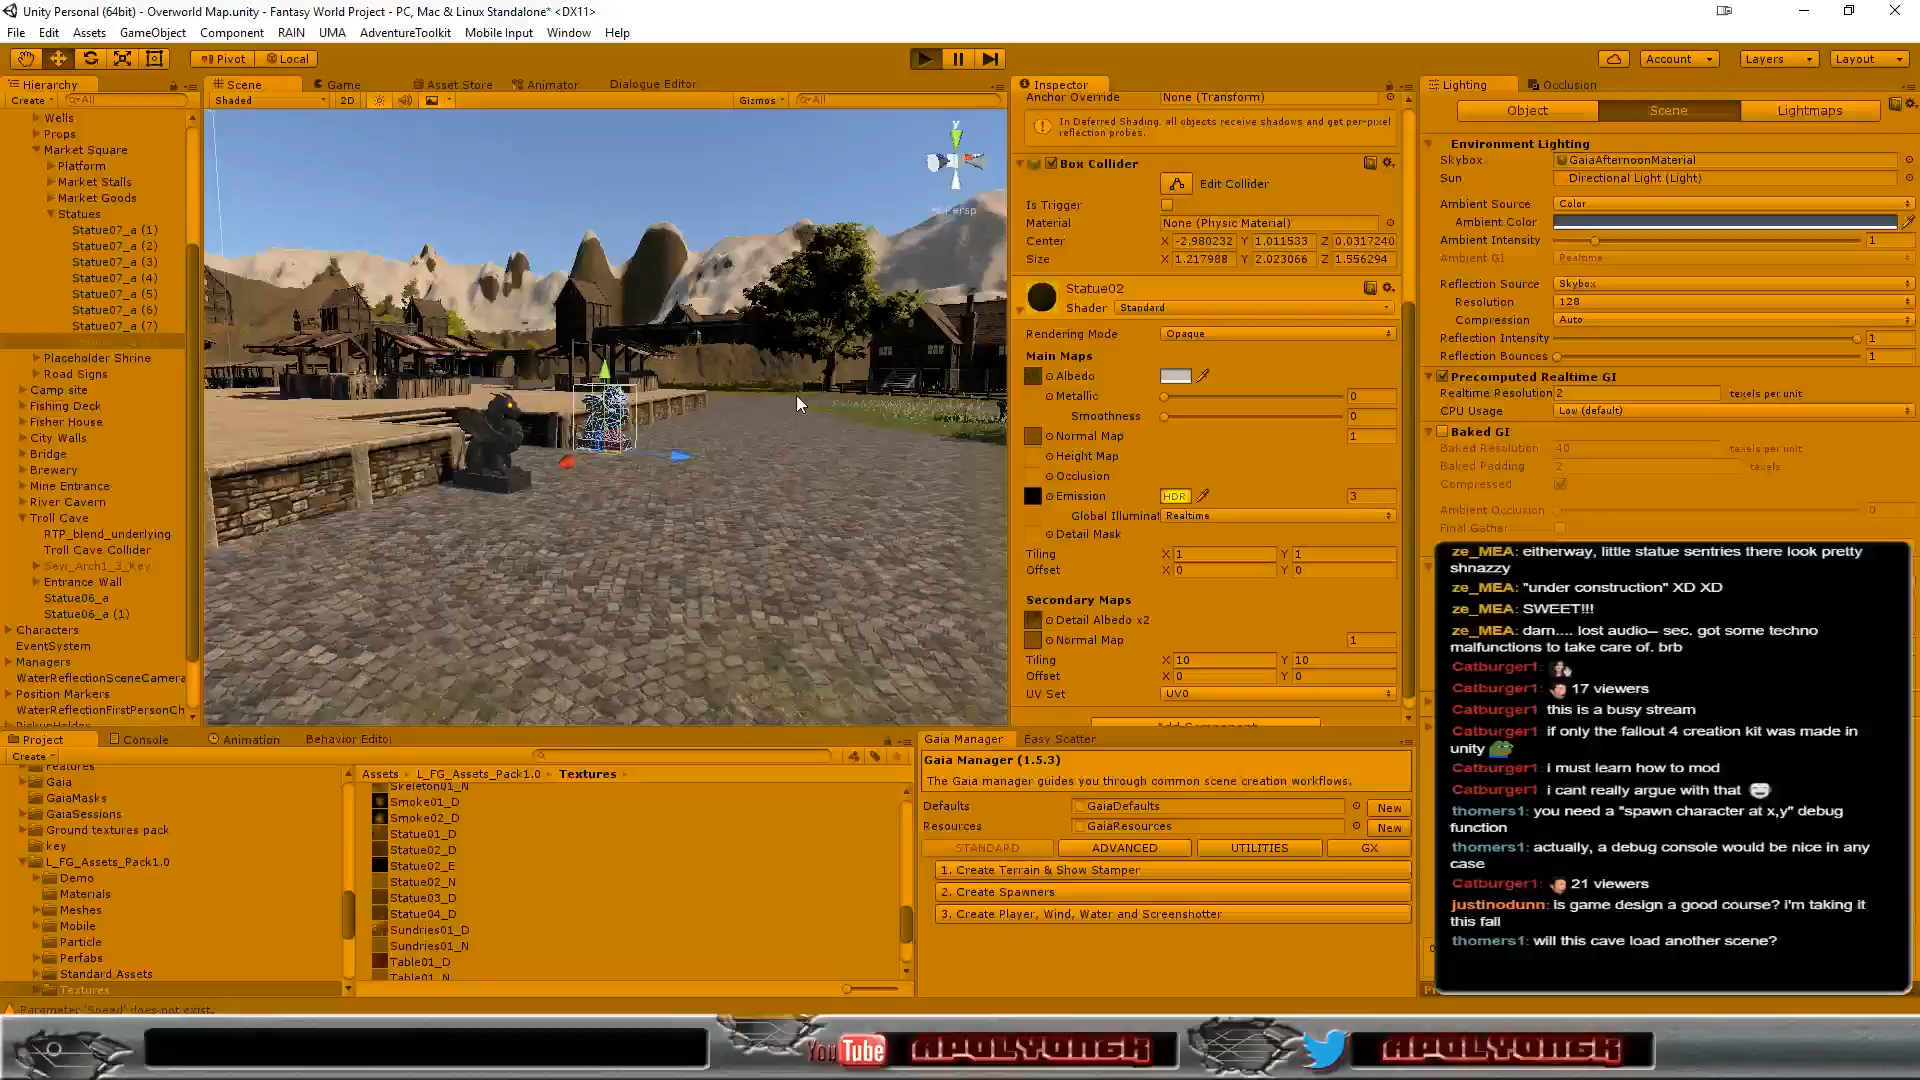 Unity Personal (64bit) - Overworld Map.unity - Fantasy World Project - PC, Mac & Linux Standalone* <DX11>
File Edit Assets GameObject Component RAIN UMA AdventureToolkit Mobile Input Window Help
Pivot Local Account Layers Layout
Hierarchy
Create All
Wells
Props
Market Square
Platform
Market Stalls
Market Goods
Statues
Statue07_a (1)
Statue07_a (2)
Statue07_a (3)
Statue07_a (4)
Statue07_a (5)
Statue07_a (6)
Statue07_a (7)
Placeholder Shrine
Road Signs
Camp site
Fishing Deck
Fisher House
City Walls
Bridge
Brewery
Mine Entrance
River Cavern
Troll Cave
RTP_blend_underlying
Troll Cave Collider
Sew_Arch1_3_Key
Entrance Wall
Statue06_a
Statue06_a (1)
Characters
EventSystem
Managers
WaterReflectionSceneCamera
Position Markers
WaterReflectionFirstPersonCh
Scene Game Asset Store Animator Dialogue Editor
Shaded 2D Gizmos All
y
Persp
Inspector
Anchor Override None (Transform)
In Deferred Shading, all objects receive shadows and get per-pixel
reflection probes.
Box Collider
Edit Collider
Is Trigger
Material None (Physic Material)
Center X -2.980232 Y 1.011533 Z 0.0317240
Size X 1.217988 Y 2.023066 Z 1.556294
Statue02
Shader Standard
Rendering Mode Opaque
Main Maps
Albedo
Metallic 0
Smoothness 0
Normal Map 1
Height Map
Occlusion
Emission HDR 3
Global Illuminat Realtime
Detail Mask
Tiling X 1 Y 1
Offset X 0 Y 0
Secondary Maps
Detail Albedo x2
Normal Map 1
Tiling X 10 Y 10
Offset X 0 Y 0
UV Set UV0
Lighting Occlusion
Object Scene Lightmaps
Environment Lighting
Skybox GaiaAfternoonMaterial
Sun Directional Light (Light)
Ambient Source Color
Ambient Color
Ambient Intensity 1
Ambient GI Realtime
Reflection Source Skybox
Resolution 128
Compression Auto
Reflection Intensity 1
Reflection Bounces 1
Precomputed Realtime GI
Realtime Resolution 2 texels per unit
CPU Usage Low (default)
Baked GI
Baked Resolution 40 texels per unit
Baked Padding 2 texels
Compressed
Ambient Occlusion 0
Final Gather
ze_MEA: eitherway, little statue sentries there look pretty
shnazzy
ze_MEA: "under construction" XD XD
ze_MEA: SWEET!!!
ze_MEA: darn.... lost audio-- sec. got some techno
malfunctions to take care of. brb
Catburger1:
Catburger1: 17 viewers
Catburger1: this is a busy stream
Catburger1: if only the fallout 4 creation kit was made in
unity
Catburger1: i must learn how to mod
Catburger1: i cant really argue with that
thomers1: you need a "spawn character at x,y" debug
function
thomers1: actually, a debug console would be nice in any
case
Catburger1: 21 viewers
justinodunn: Is game design a good course? i'm taking it
this fall
thomers1: will this cave load another scene?
Project Console Animation Behavior Editor
Create
Features
Gaia
GaiaMasks
GaiaSessions
Ground textures pack
key
L_FG_Assets_Pack1.0
Demo
Materials
Meshes
Mobile
Particle
Perfabs
Standard Assets
Textures
Assets L_FG_Assets_Pack1.0 Textures
Skeleton01_N
Smoke01_D
Smoke02_D
Statue01_D
Statue02_D
Statue02_E
Statue02_N
Statue03_D
Statue04_D
Sundries01_D
Sundries01_N
Table01_D
Table01_N
Gaia Manager Easy Scatter
Gaia Manager (1.5.3)
The Gaia manager guides you through common scene creation workflows.
Defaults GaiaDefaults New
Resources GaiaResources New
STANDARD ADVANCED UTILITIES GX
1. Create Terrain & Show Stamper
2. Create Spawners
3. Create Player, Wind, Water and Screenshotter
Parameter 'Speed' does not exist.
YouTube APOLYONGK APOLYONGK